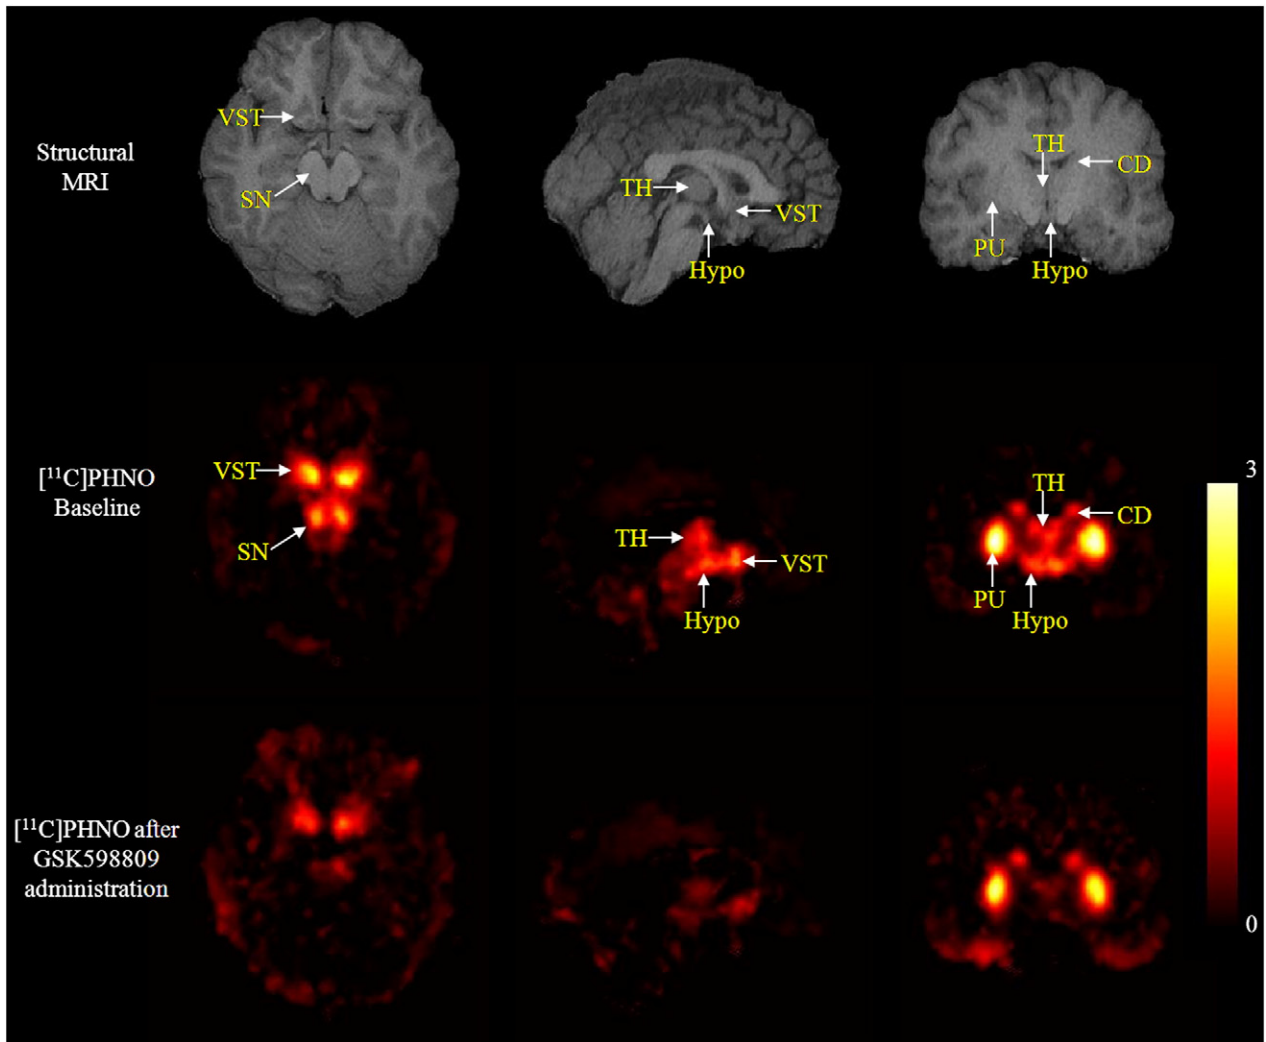 Structural
MRI
VST
SN
TH
VST
Hypo
TH
CD
PU
Hypo
[¹¹C]PHNO
Baseline
VST
SN
TH
VST
Hypo
TH
CD
PU
Hypo
3
[¹¹C]PHNO after
GSK598809
administration
0